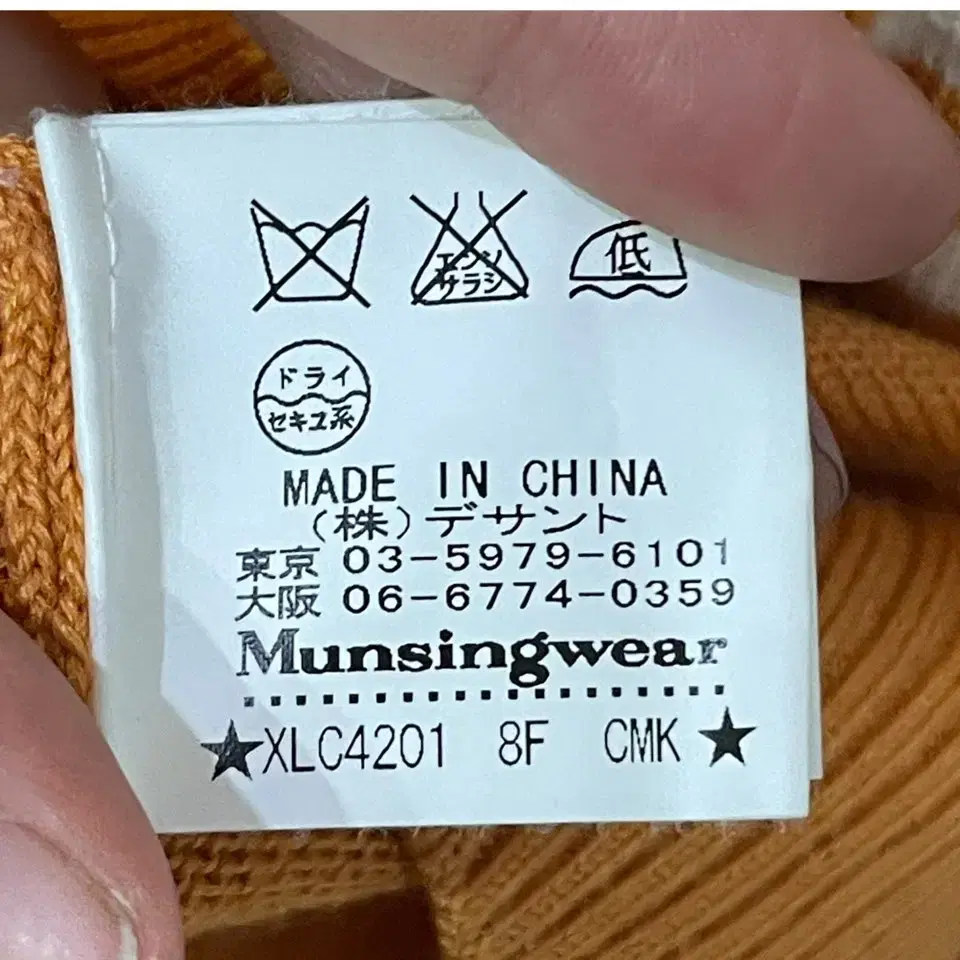 エンソ
サラシ
低
ドライ
セキユ系
MADE IN CHINA
(株)デサント
東京 03-5979-6101
大阪 06-6774-0359
Munsingwear
★XLC4201 8F CMK★